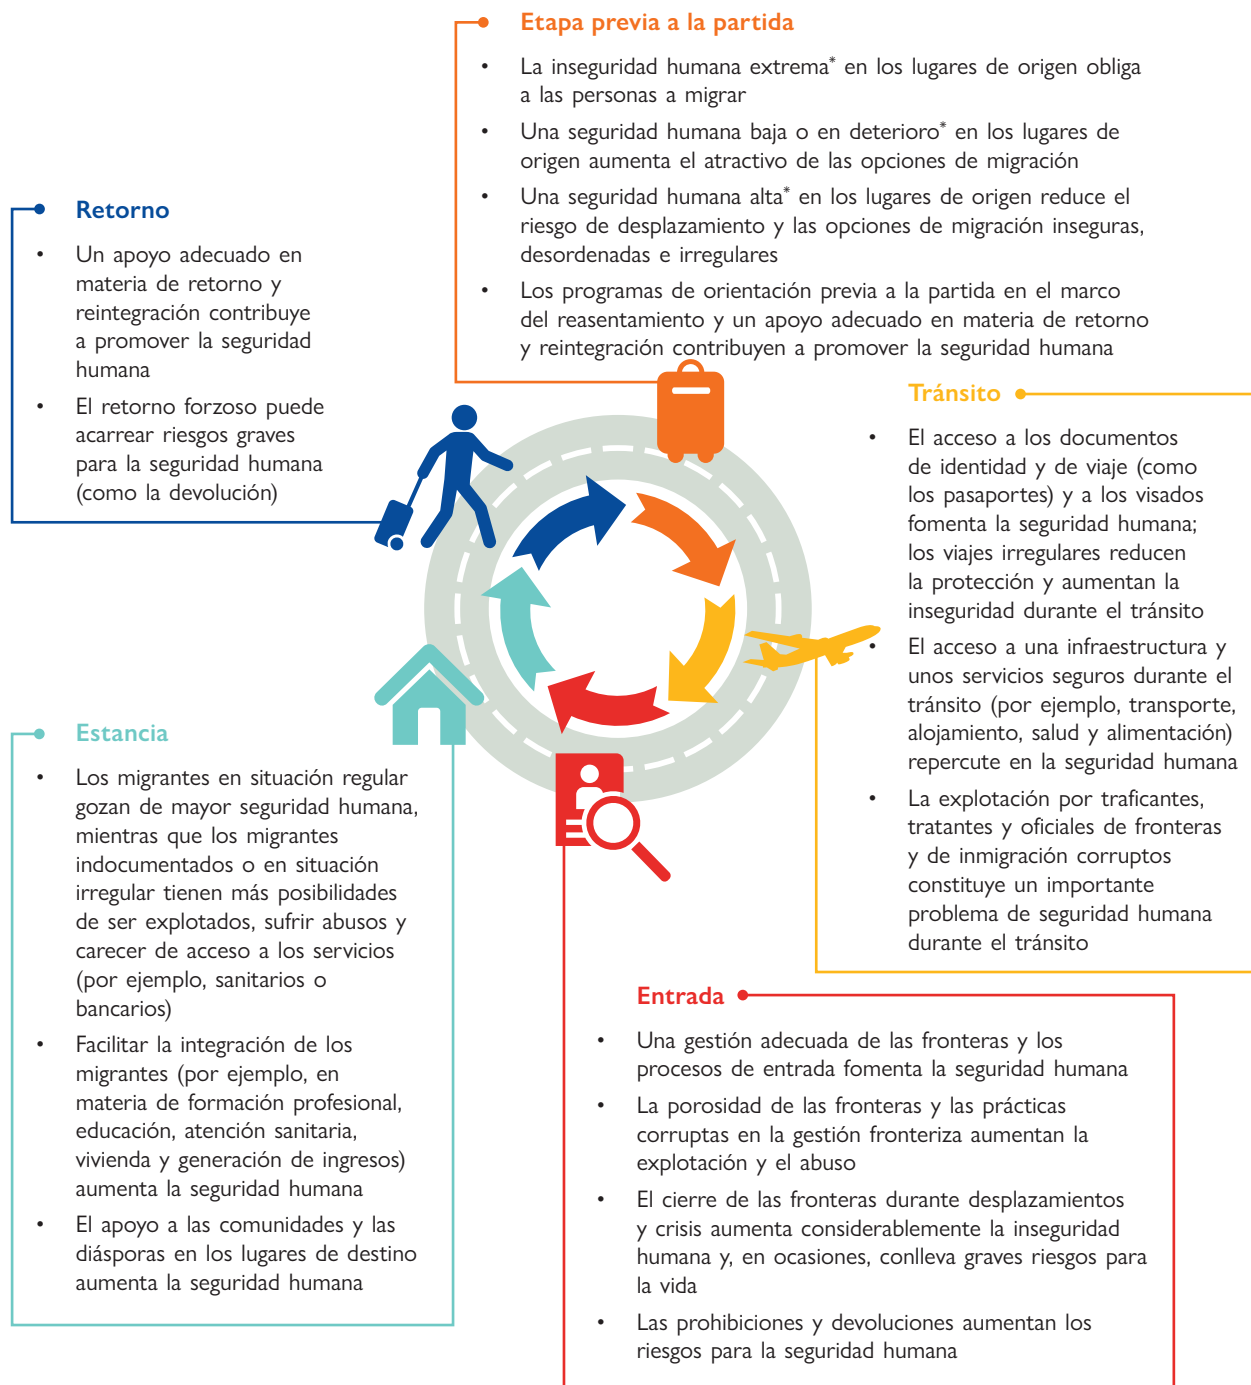 Etapa previa a la partida
• La inseguridad humana extrema* en los lugares de origen obliga
a las personas a migrar
• Una seguridad humana baja o en deterioro* en los lugares de
origen aumenta el atractivo de las opciones de migración
• Una seguridad humana alta* en los lugares de origen reduce el
riesgo de desplazamiento y las opciones de migración inseguras,
desordenadas e irregulares
• Los programas de orientación previa a la partida en el marco
del reasentamiento y un apoyo adecuado en materia de retorno
y reintegración contribuyen a promover la seguridad humana
Retorno
• Un apoyo adecuado en
materia de retorno y
reintegración contribuye
a promover la seguridad
humana
• El retorno forzoso puede
acarrear riesgos graves
para la seguridad humana
(como la devolución)
Tránsito
• El acceso a los documentos
de identidad y de viaje (como
los pasaportes) y a los visados
fomenta la seguridad humana;
los viajes irregulares reducen
la protección y aumentan la
inseguridad durante el tránsito
• El acceso a una infraestructura y
unos servicios seguros durante el
tránsito (por ejemplo, transporte,
alojamiento, salud y alimentación)
repercute en la seguridad humana
• La explotación por traficantes,
tratantes y oficiales de fronteras
y de inmigración corruptos
constituye un importante
problema de seguridad humana
durante el tránsito
Estancia
• Los migrantes en situación regular
gozan de mayor seguridad humana,
mientras que los migrantes
indocumentados o en situación
irregular tienen más posibilidades
de ser explotados, sufrir abusos y
carecer de acceso a los servicios
(por ejemplo, sanitarios o
bancarios)
• Facilitar la integración de los
migrantes (por ejemplo, en
materia de formación profesional,
educación, atención sanitaria,
vivienda y generación de ingresos)
aumenta la seguridad humana
• El apoyo a las comunidades y las
diásporas en los lugares de destino
aumenta la seguridad humana
Entrada
• Una gestión adecuada de las fronteras y los
procesos de entrada fomenta la seguridad humana
• La porosidad de las fronteras y las prácticas
corruptas en la gestión fronteriza aumentan la
explotación y el abuso
• El cierre de las fronteras durante desplazamientos
y crisis aumenta considerablemente la inseguridad
humana y, en ocasiones, conlleva graves riesgos para
la vida
• Las prohibiciones y devoluciones aumentan los
riesgos para la seguridad humana